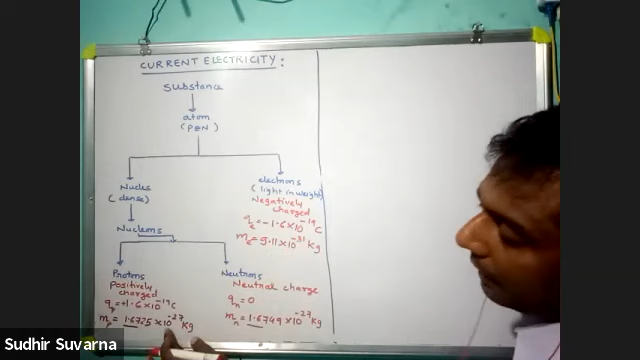 CURRENT ELECTRICITY :
Substance
atom
(PEN)
Nucleus
(dense)
electrons
(light in weight)
Negatively
charged
qe = -1.6×10⁻¹⁹ C
me = 9.11×10⁻³¹ Kg
Nucleons
Protons
Positively
charged
qp = +1.6×10⁻¹⁹ C
mp = 1.6725 ×10⁻²⁷ Kg
Neutrons
Neutral charge
qn = 0
mn = 1.6749 ×10⁻²⁷ Kg
Sudhir Suvarna